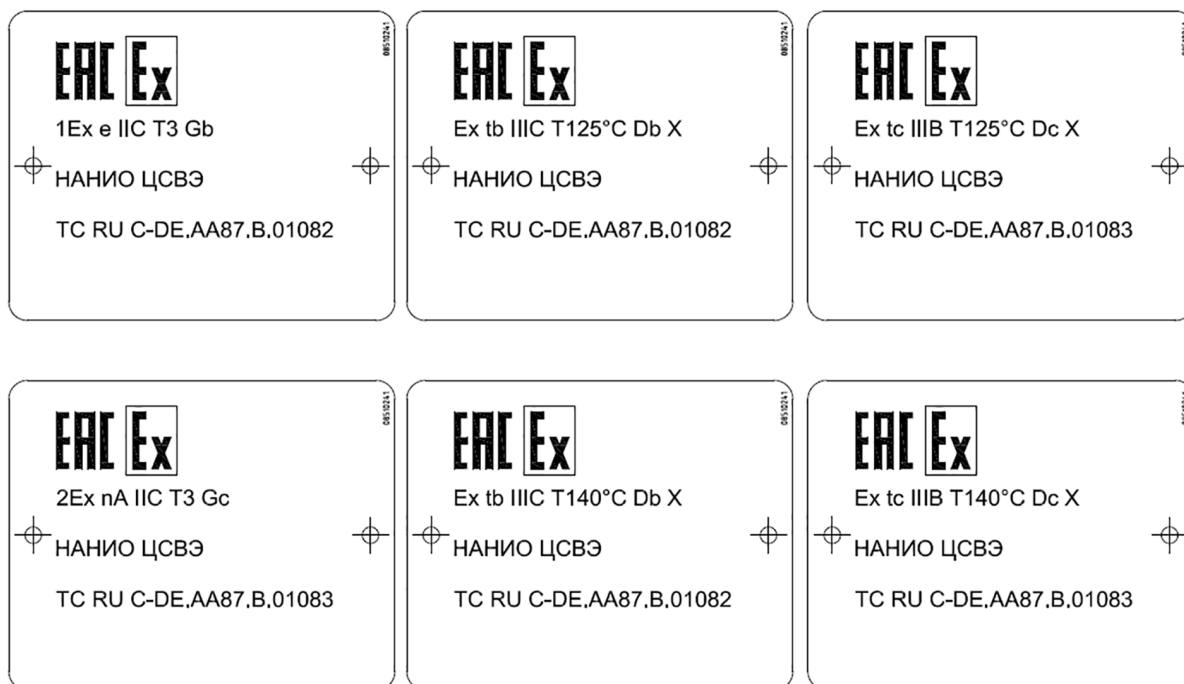 EAC Ex
08510241
1Ex e IIC T3 Gb
НАНИО ЦСВЭ
TC RU C-DE.AA87.B.01082
EAC Ex
08510241
Ex tb IIIC T125°C Db X
НАНИО ЦСВЭ
TC RU C-DE.AA87.B.01082
EAC Ex
Ex tc IIIB T125°C Dc X
НАНИО ЦСВЭ
TC RU C-DE.AA87.B.01083
EAC Ex
08510241
2Ex nA IIC T3 Gc
НАНИО ЦСВЭ
TC RU C-DE.AA87.B.01083
EAC Ex
08510241
Ex tb IIIC T140°C Db X
НАНИО ЦСВЭ
TC RU C-DE.AA87.B.01082
EAC Ex
Ex tc IIIB T140°C Dc X
НАНИО ЦСВЭ
TC RU C-DE.AA87.B.01083